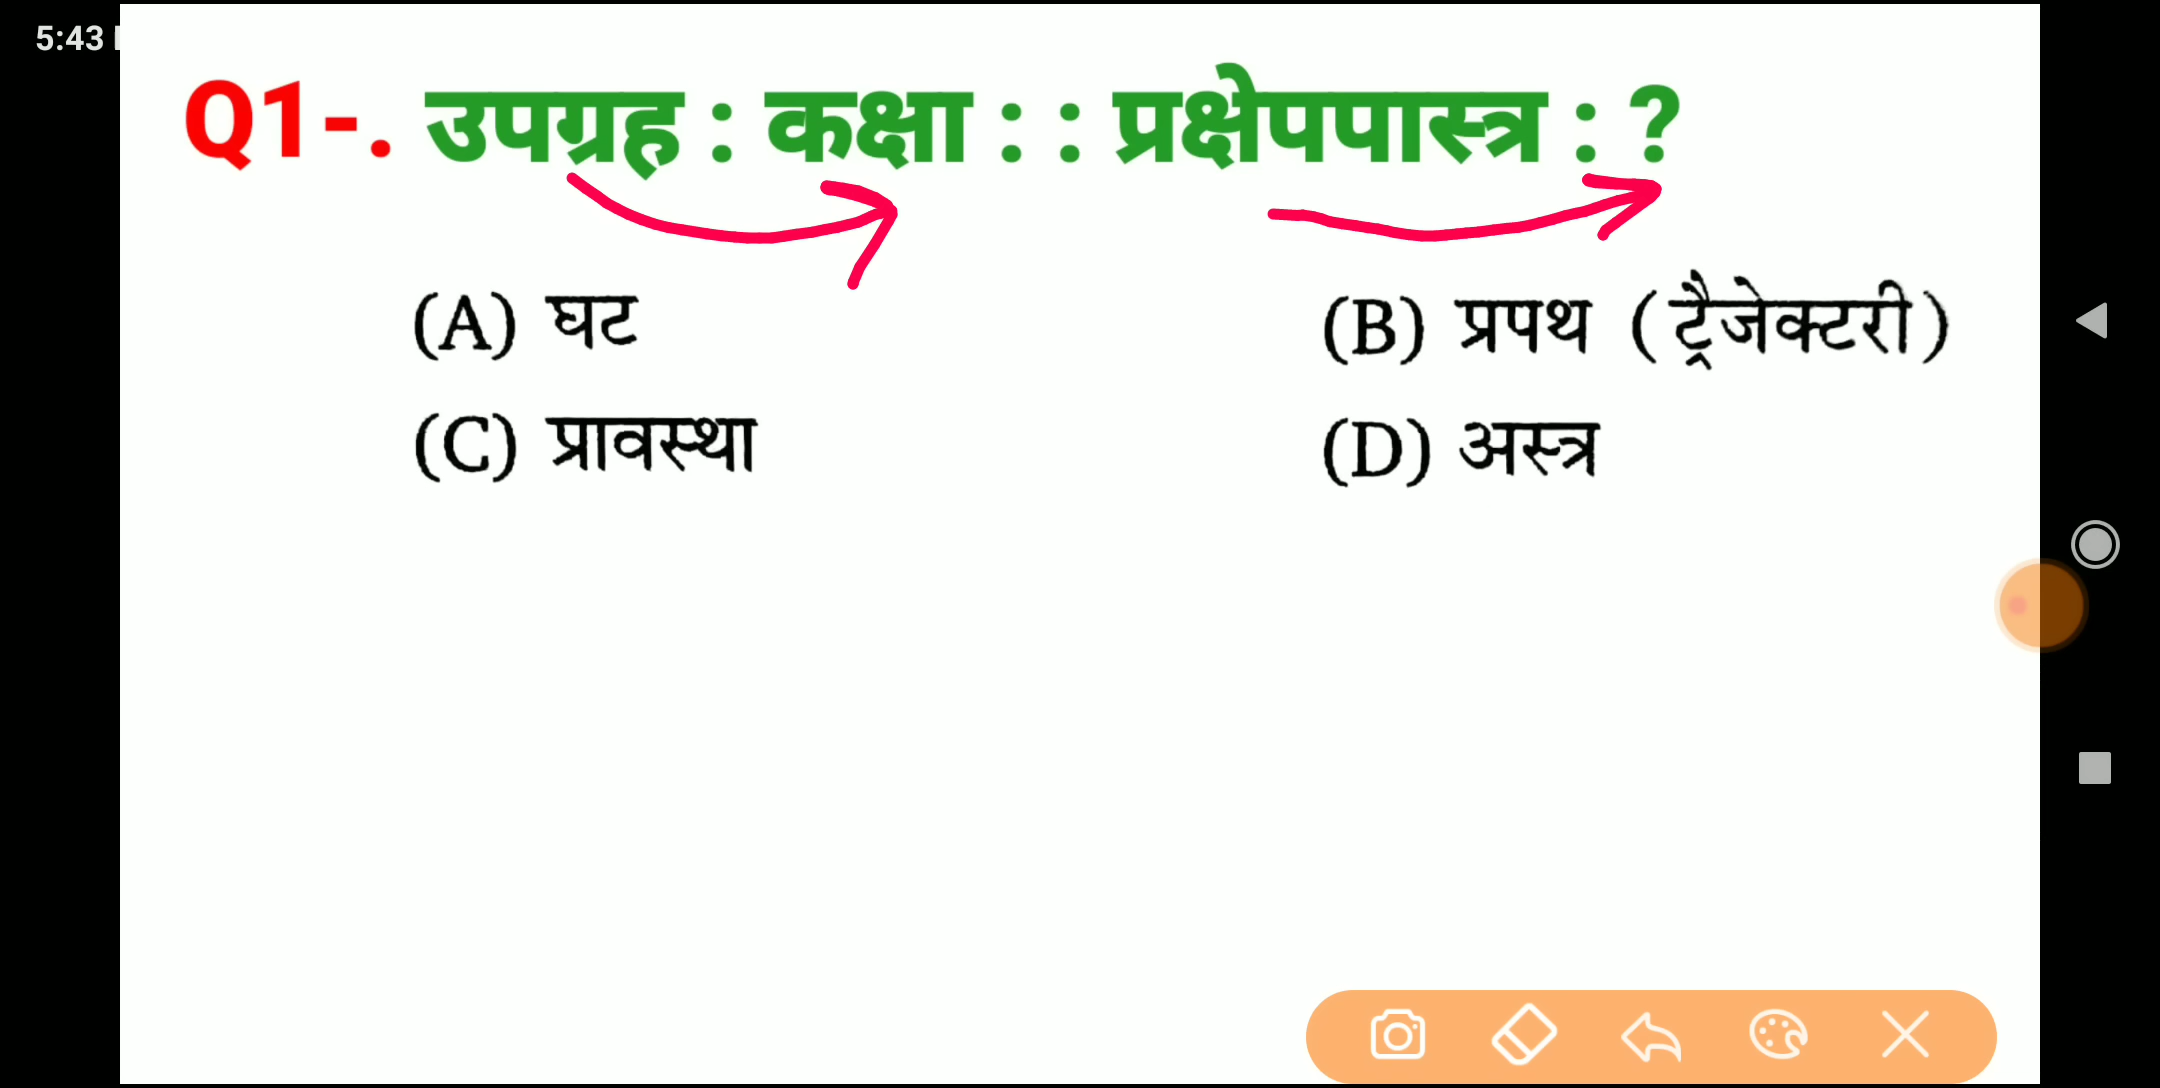 5:43
Q1-. उपग्रह : कक्षा : : प्रक्षेपपास्त्र : ?
(A) घट (B) प्रपथ (ट्रैजेक्टरी)
(C) प्रावस्था (D) अस्त्र